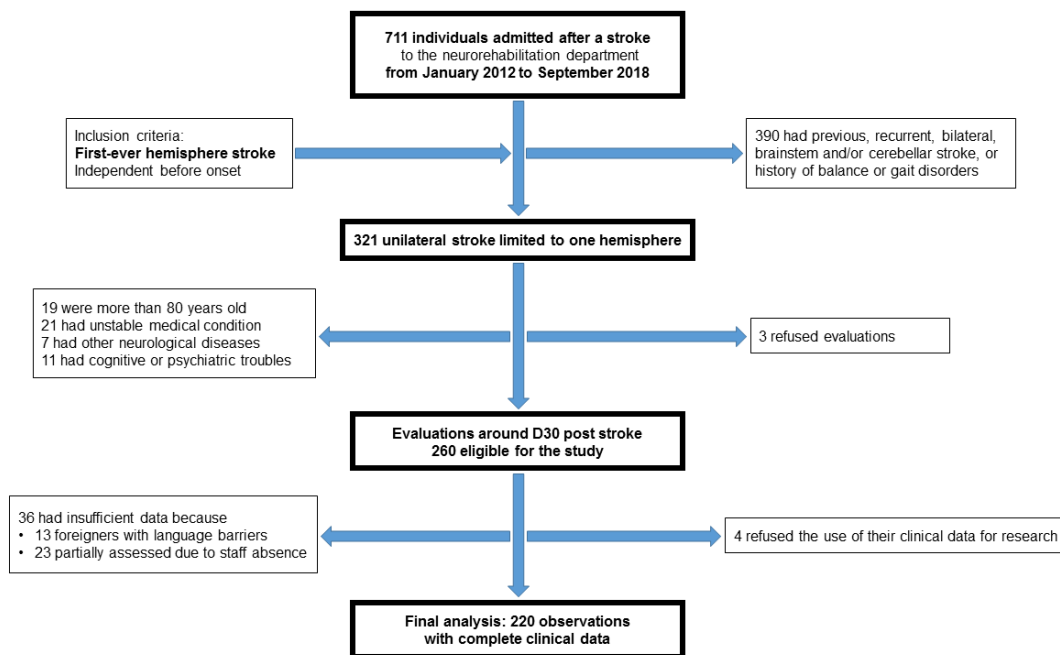 711 individuals admitted after a stroke
to the neurorehabilitation department
from January 2012 to September 2018
Inclusion criteria:
First-ever hemisphere stroke
Independent before onset
390 had previous, recurrent, bilateral,
brainstem and/or cerebellar stroke, or
history of balance or gait disorders
321 unilateral stroke limited to one hemisphere
19 were more than 80 years old
21 had unstable medical condition
7 had other neurological diseases
11 had cognitive or psychiatric troubles
3 refused evaluations
Evaluations around D30 post stroke
260 eligible for the study
36 had insufficient data because
• 13 foreigners with language barriers
• 23 partially assessed due to staff absence
4 refused the use of their clinical data for research
Final analysis: 220 observations
with complete clinical data